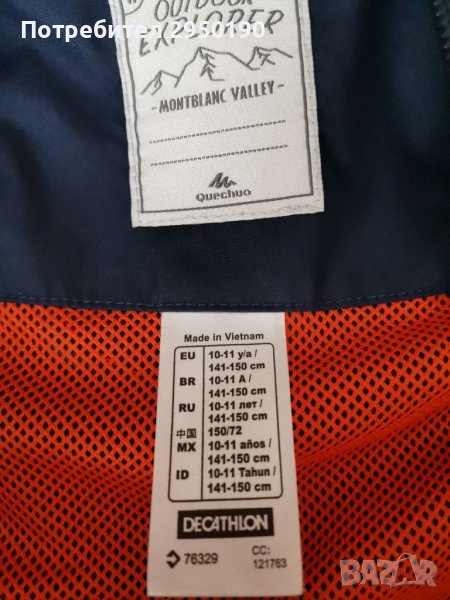 Потребител 2950190
OUTDOOR
EXPLORER
- MONTBLANC VALLEY -
Quechua
Made in Vietnam
EU 10-11 y/a /
141-150 cm
BR 10-11 A /
141-150 cm
RU 10-11 лет /
141-150 cm
中国 150/72
MX 10-11 años /
141-150 cm
ID 10-11 Tahun /
141-150 cm
DECATHLON
76329 CC:
121763
BAZAR